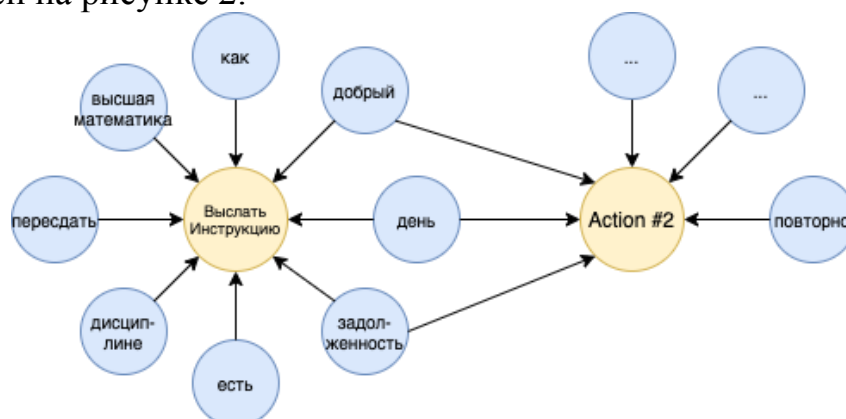 на рисунке 2.
как
...
высшая
математика
добрый
...
пересдать
Выслать
Инструкцию
день
Action #2
повторно
дисцип-
лине
задол-
женность
есть